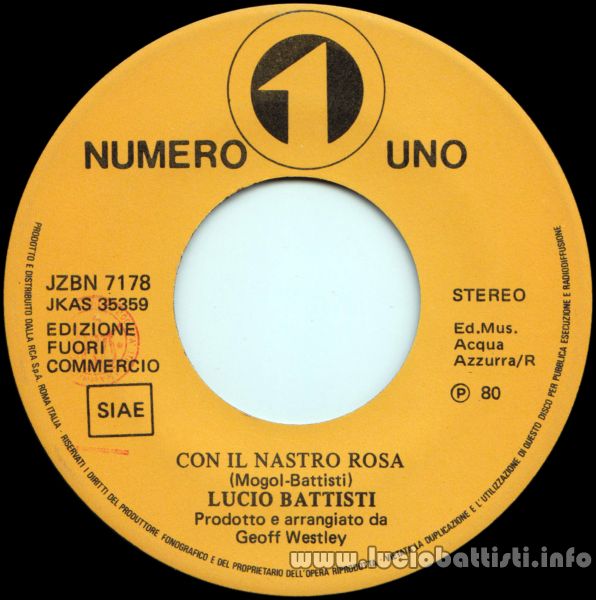 1
NUMERO UNO
JZBN 7178
JKAS 35359
EDIZIONE
FUORI
COMMERCIO
SIAE
STEREO
Ed.Mus.
Acqua
Azzurra/R
Ⓟ 80
CON IL NASTRO ROSA
(Mogol-Battisti)
LUCIO BATTISTI
Prodotto e arrangiato da
Geoff Westley
PRODOTTO E DISTRIBUITO DALLA RCA S.p.A. ROMA ITALIA - RISERVATI I DIRITTI DEL PRODUTTORE FONOGRAFICO E DEL PROPRIETARIO DELL'OPERA RIPRODOTTA. VIETATA LA DUPLICAZIONE E L'UTILIZZAZIONE DI QUESTO DISCO PER PUBBLICA ESECUZIONE E RADIODIFFUSIONE
www.luciobattisti.info